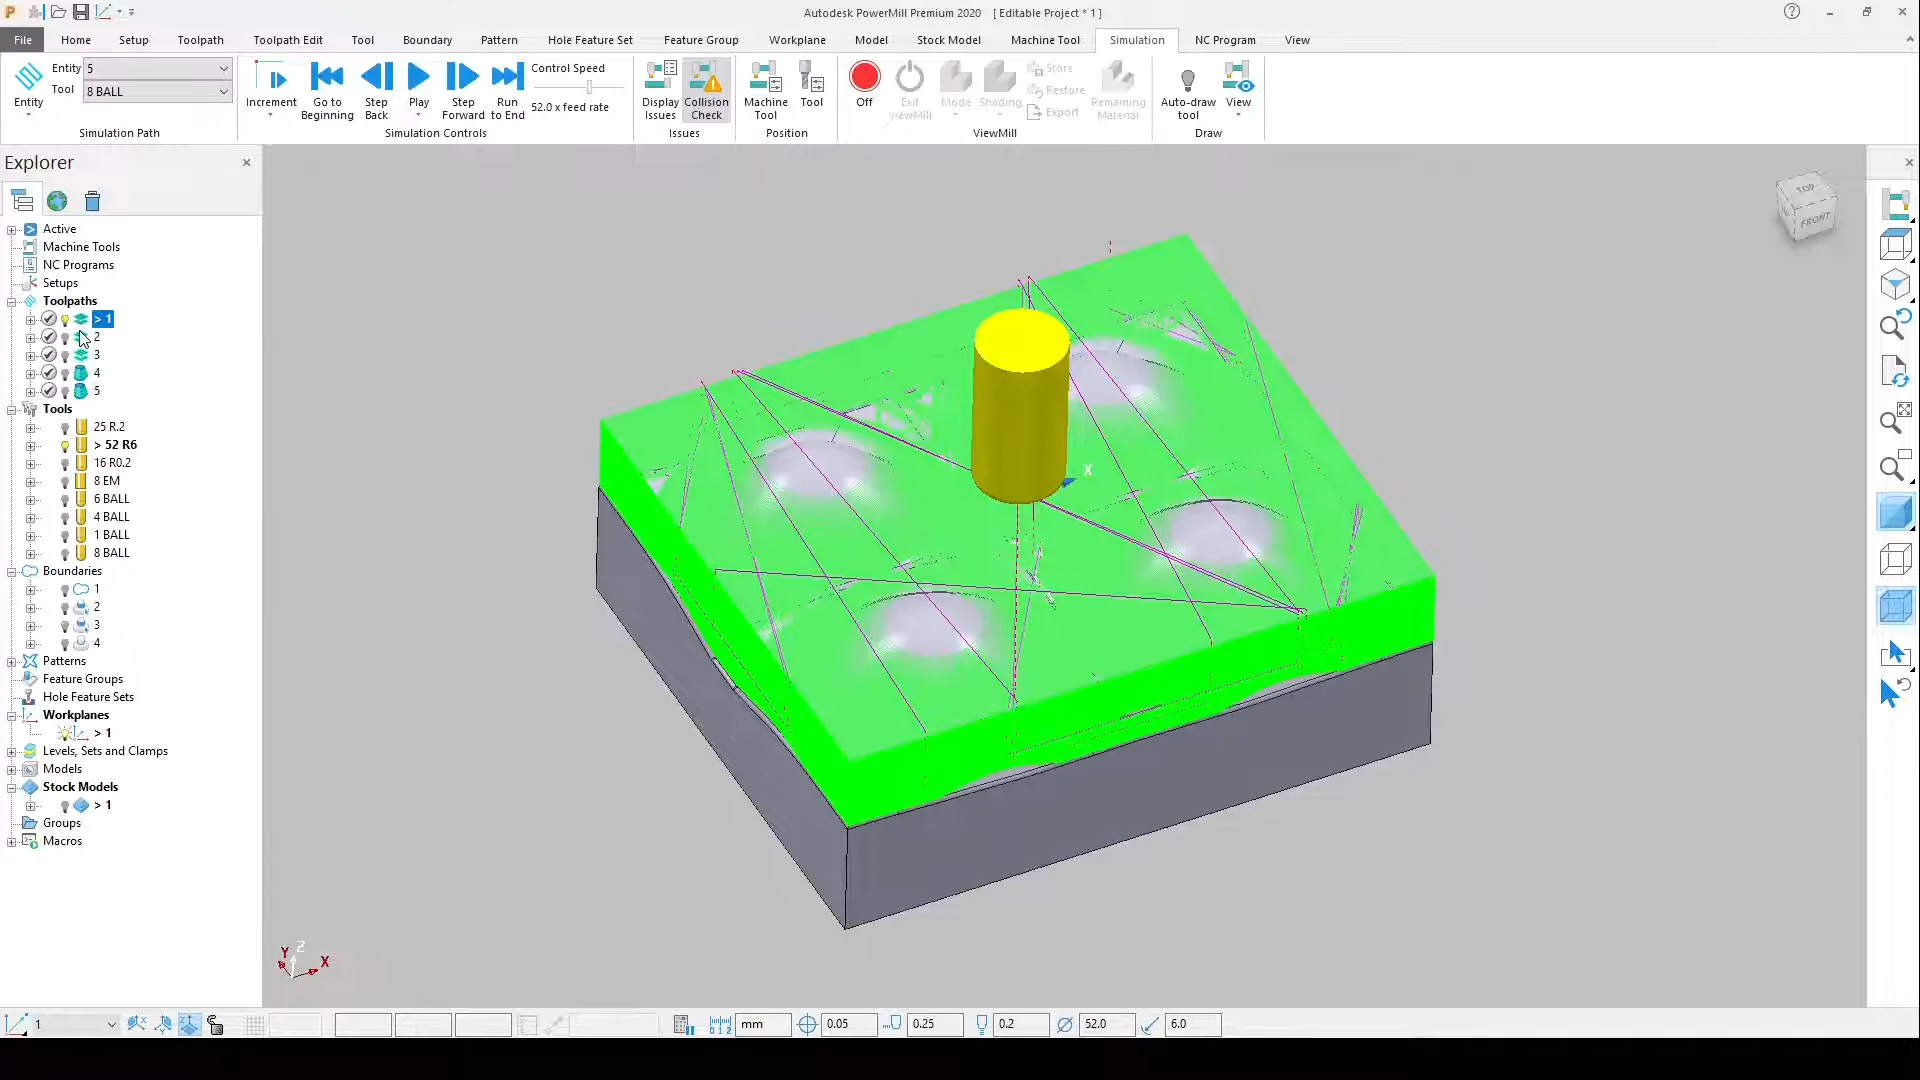 P Autodesk PowerMill Premium 2020 [ Editable Project * 1 ]
File Home Setup Toolpath Toolpath Edit Tool Boundary Pattern Hole Feature Set Feature Group Workplane Model Stock Model Machine Tool Simulation NC Program View
Entity
Entity 5
Tool 8 BALL
Simulation Path
Increment
Go to Beginning
Step Back
Play
Step Forward
Run to End
Control Speed
52.0 x feed rate
Simulation Controls
Display Issues
Collision Check
Issues
Machine Tool
Tool
Position
Off
Exit ViewMill
Mode
Shading
Store
Restore
Export
Remaining Material
ViewMill
Auto-draw tool
View
Draw
Explorer
Active
Machine Tools
NC Programs
Setups
Toolpaths
> 1
2
3
4
5
Tools
25 R.2
> 52 R6
16 R0.2
8 EM
6 BALL
4 BALL
1 BALL
8 BALL
Boundaries
1
2
3
4
Patterns
Feature Groups
Hole Feature Sets
Workplanes
> 1
Levels, Sets and Clamps
Models
Stock Models
> 1
Groups
Macros
TOP
FRONT
X
Z
Y
X
1 mm 0.05 0.25 0.2 52.0 6.0